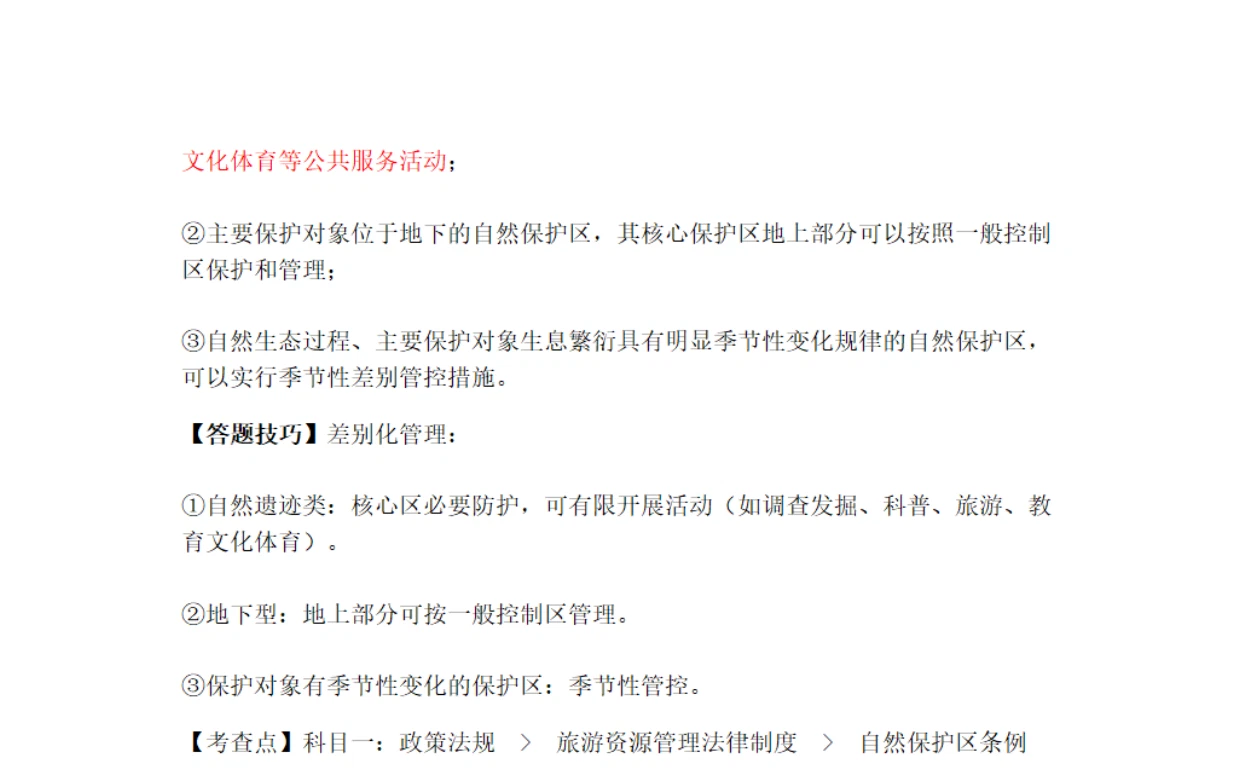 文化体育等公共服务活动；
②主要保护对象位于地下的自然保护区，其核心保护区地上部分可以按照一般控制
区保护和管理；
③自然生态过程、主要保护对象生息繁衍具有明显季节性变化规律的自然保护区，
可以实行季节性差别管控措施。
【答题技巧】差别化管理：
①自然遗迹类：核心区必要防护，可有限开展活动（如调查发掘、科普、旅游、教
育文化体育）。
②地下型：地上部分可按一般控制区管理。
③保护对象有季节性变化的保护区：季节性管控。
【考查点】科目一：政策法规 > 旅游资源管理法律制度 > 自然保护区条例